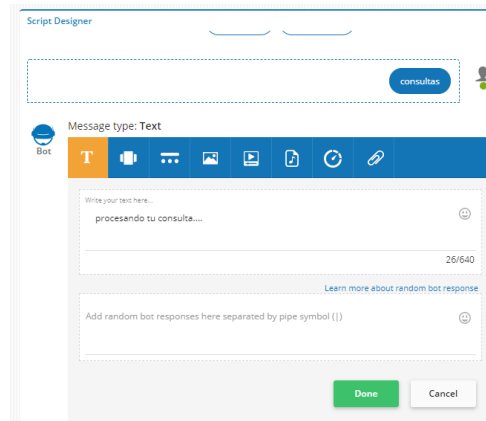 Script Designer
consultas
Message type: Text
Bot
T
Write your text here...
procesando tu consulta....
26/640
Learn more about random bot response
Add random bot responses here separated by pipe symbol (|)
Done
Cancel